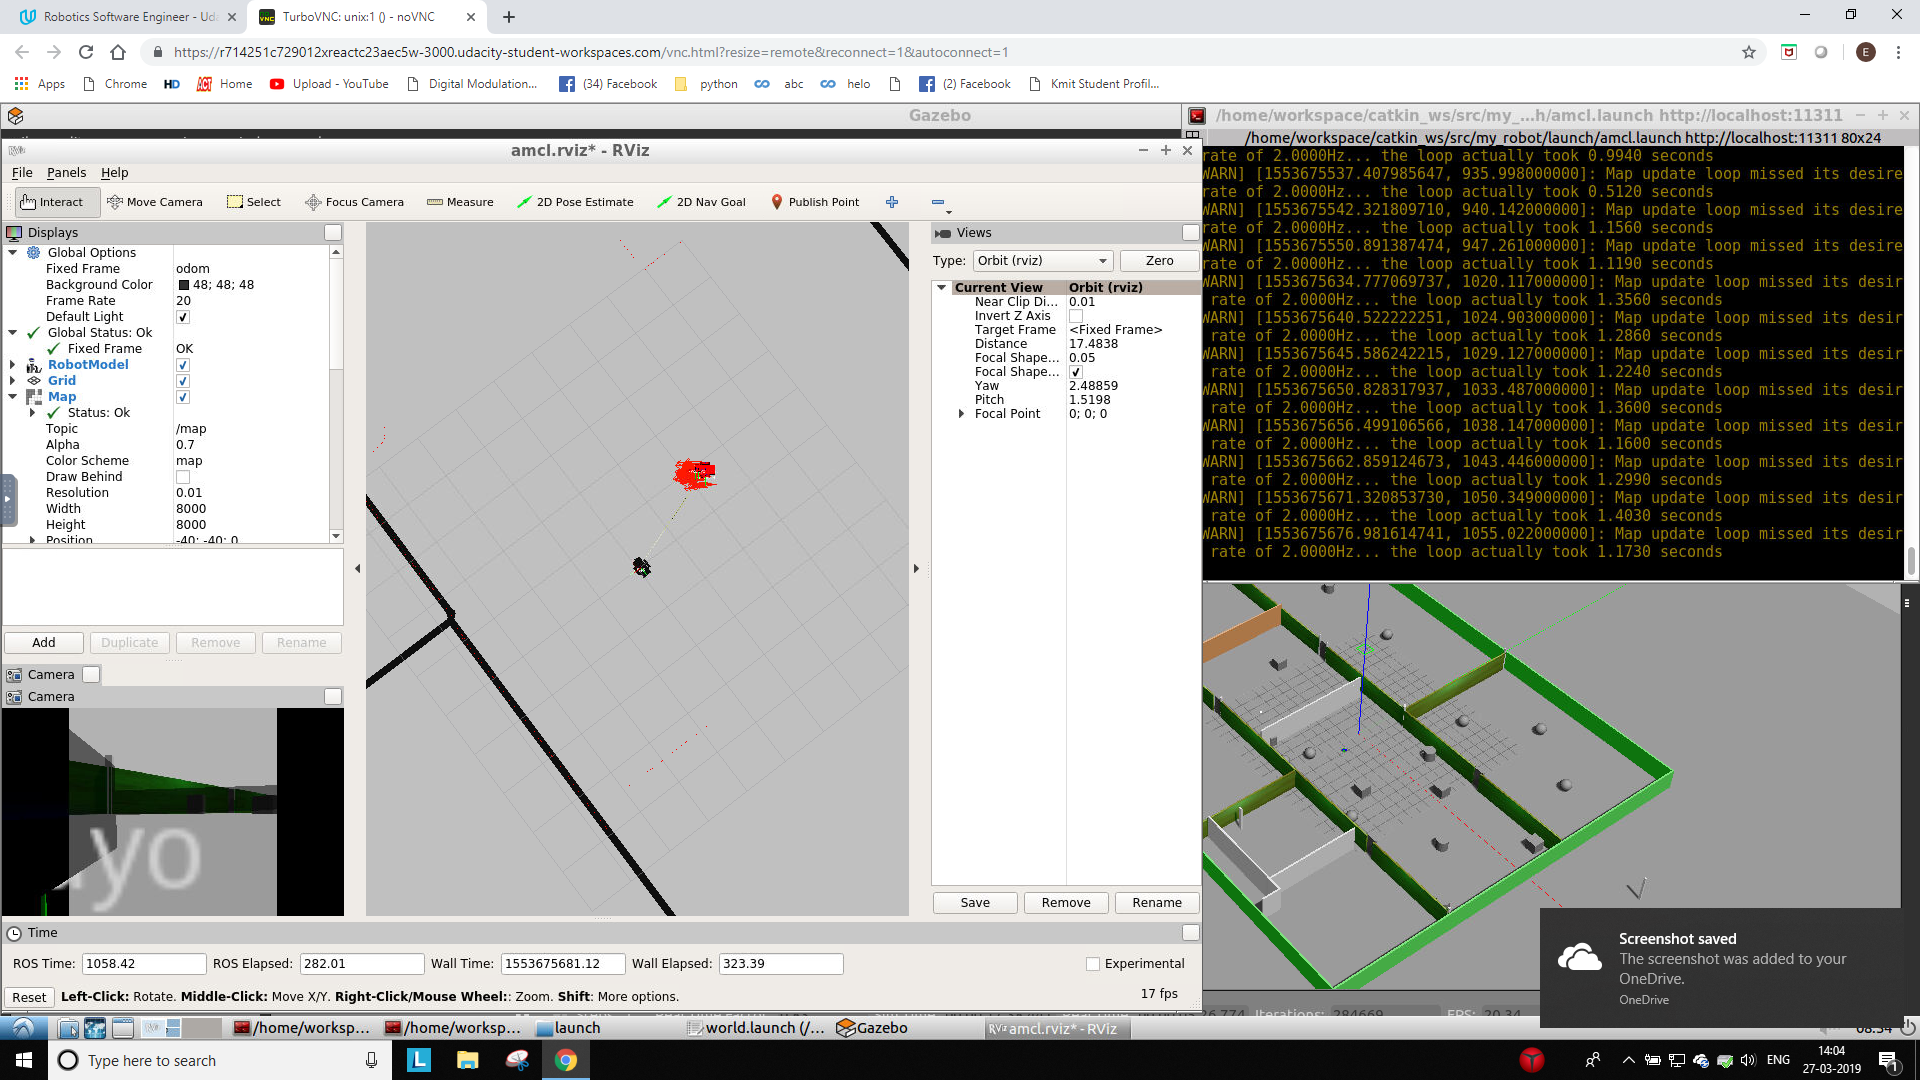 Robotics Software Engineer - Uda
TurboVNC: unix:1 () - noVNC
https://r714251c729012xreactc23aec5w-3000.udacity-student-workspaces.com/vnc.html?resize=remote&reconnect=1&autoconnect=1
E
Apps Chrome HD Home Upload - YouTube Digital Modulation... (34) Facebook python abc helo (2) Facebook Kmit Student Profil...
Gazebo
amcl.rviz* - RViz
File Panels Help
Interact Move Camera Select Focus Camera Measure 2D Pose Estimate 2D Nav Goal Publish Point
Displays
Global Options
Fixed Frame odom
Background Color 48; 48; 48
Frame Rate 20
Default Light
Global Status: Ok
Fixed Frame OK
RobotModel
Grid
Map
Status: Ok
Topic /map
Alpha 0.7
Color Scheme map
Draw Behind
Resolution 0.01
Width 8000
Height 8000
Position -40; -40; 0
Add Duplicate Remove Rename
Camera
Camera
yo
Views
Type: Orbit (rviz) Zero
Current View Orbit (rviz)
Near Clip Di... 0.01
Invert Z Axis
Target Frame <Fixed Frame>
Distance 17.4838
Focal Shape... 0.05
Focal Shape...
Yaw 2.48859
Pitch 1.5198
Focal Point 0; 0; 0
Save Remove Rename
Time
ROS Time: 1058.42 ROS Elapsed: 282.01 Wall Time: 1553675681.12 Wall Elapsed: 323.39 Experimental
Reset Left-Click: Rotate. Middle-Click: Move X/Y. Right-Click/Mouse Wheel:: Zoom. Shift: More options. 17 fps
/home/workspace/catkin_ws/src/my_...h/amcl.launch http://localhost:11311
/home/workspace/catkin_ws/src/my_robot/launch/amcl.launch http://localhost:11311 80x24
rate of 2.0000Hz... the loop actually took 0.9940 seconds
WARN] [1553675537.407985647, 935.998000000]: Map update loop missed its desire
rate of 2.0000Hz... the loop actually took 0.5120 seconds
WARN] [1553675542.321809710, 940.142000000]: Map update loop missed its desire
rate of 2.0000Hz... the loop actually took 1.1560 seconds
WARN] [1553675550.891387474, 947.261000000]: Map update loop missed its desire
rate of 2.0000Hz... the loop actually took 1.1190 seconds
WARN] [1553675634.777069737, 1020.117000000]: Map update loop missed its desir
rate of 2.0000Hz... the loop actually took 1.3560 seconds
WARN] [1553675640.522222251, 1024.903000000]: Map update loop missed its desir
rate of 2.0000Hz... the loop actually took 1.2860 seconds
WARN] [1553675645.586242215, 1029.127000000]: Map update loop missed its desir
rate of 2.0000Hz... the loop actually took 1.2240 seconds
WARN] [1553675650.828317937, 1033.487000000]: Map update loop missed its desir
rate of 2.0000Hz... the loop actually took 1.3600 seconds
WARN] [1553675656.499106566, 1038.147000000]: Map update loop missed its desir
rate of 2.0000Hz... the loop actually took 1.1600 seconds
WARN] [1553675662.859124673, 1043.446000000]: Map update loop missed its desir
rate of 2.0000Hz... the loop actually took 1.2990 seconds
WARN] [1553675671.320853730, 1050.349000000]: Map update loop missed its desir
rate of 2.0000Hz... the loop actually took 1.4030 seconds
WARN] [1553675676.981614741, 1055.022000000]: Map update loop missed its desir
rate of 2.0000Hz... the loop actually took 1.1730 seconds
Screenshot saved
The screenshot was added to your
OneDrive.
OneDrive
/home/worksp... /home/worksp... launch world.launch (/... Gazebo amcl.rviz* - RViz
Type here to search
ENG
14:04
27-03-2019
1